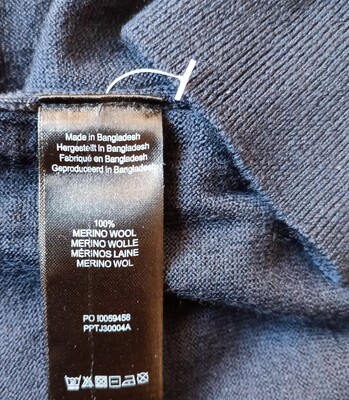 Made in Bangladesh
Hergestellt in Bangladesh
Fabriqué en Bangladesh
Geproduceerd in Bangladesh
100%
MERINO WOOL
MERINO WOLLE
MÉRINOS LAINE
MERINO WOL
PO I0059458
PPTJ30004A